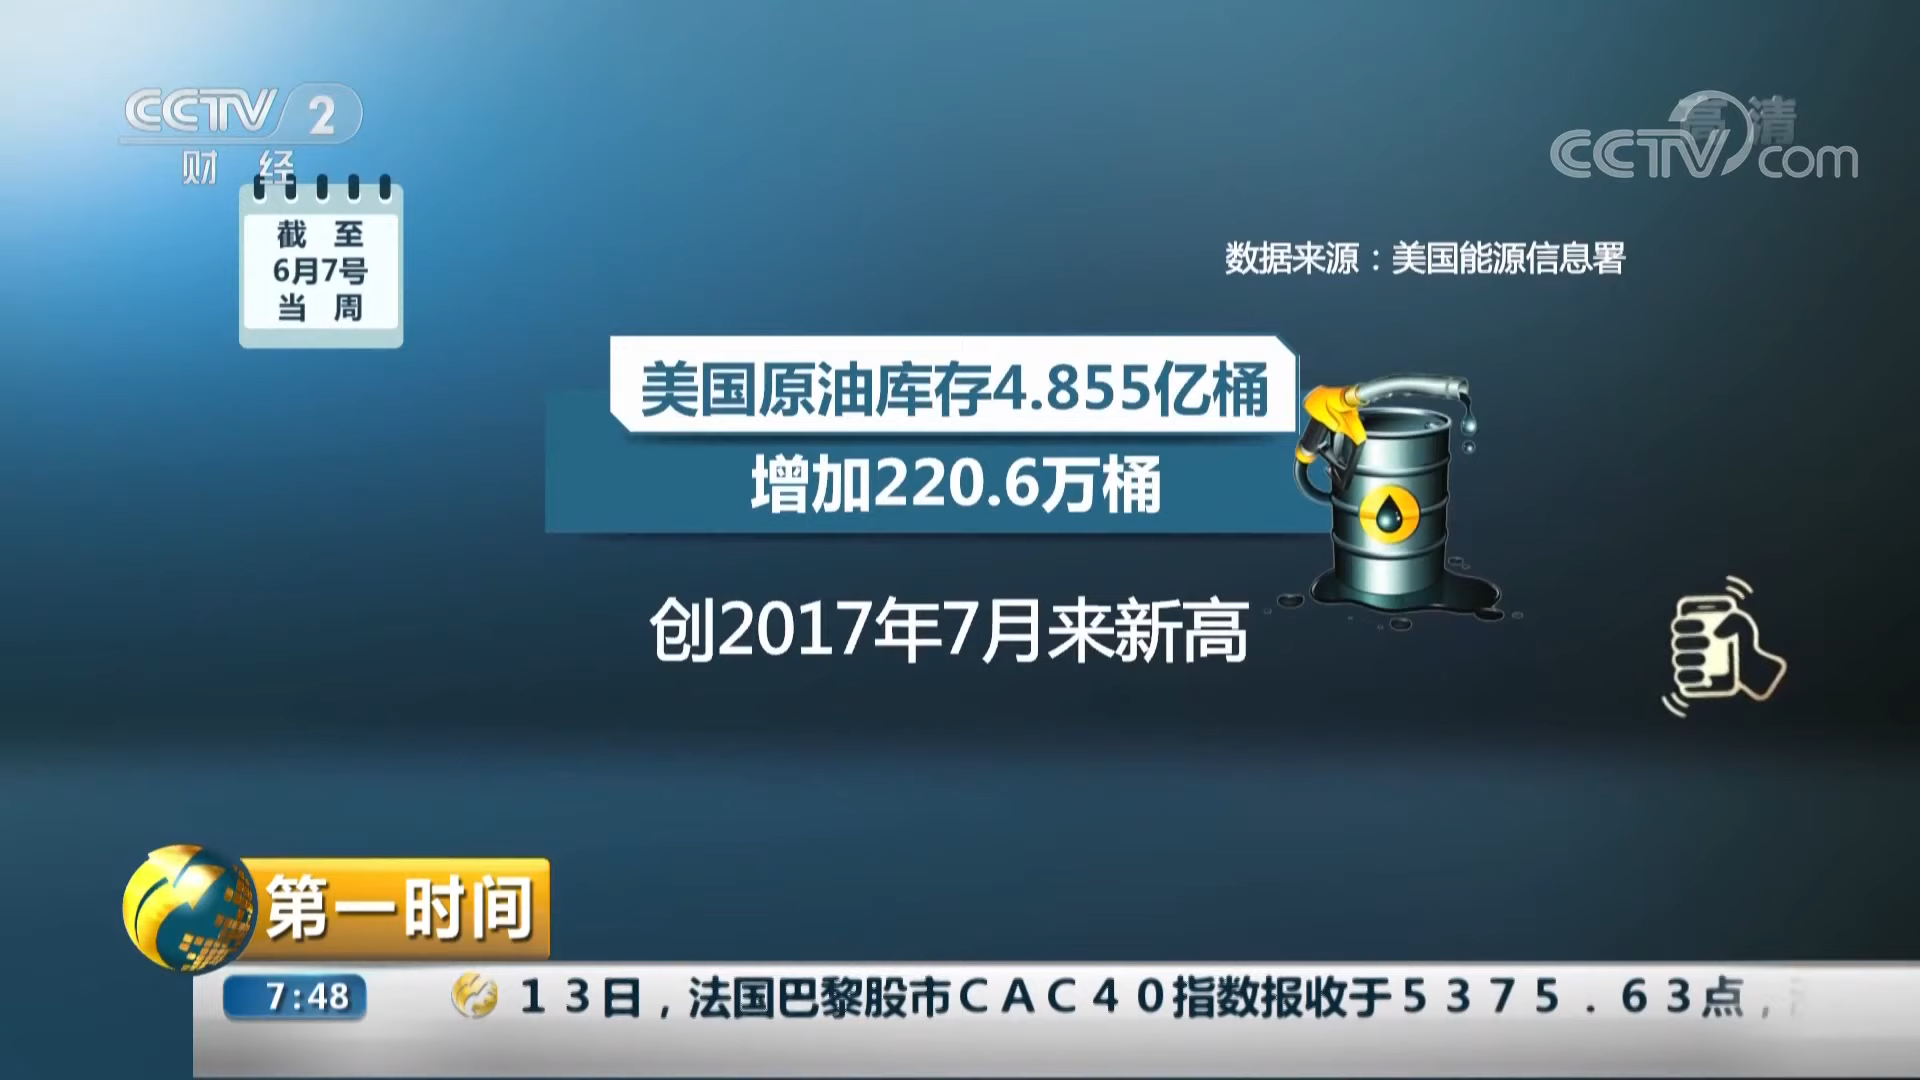 CCTV 2
财 经
高清
CCTV com
截 至
6月7号
当 周
数据来源：美国能源信息署
美国原油库存4.855亿桶
增加220.6万桶
创2017年7月来新高
第一时间
7:48
13日，法国巴黎股市CAC40指数报收于5375.63点，